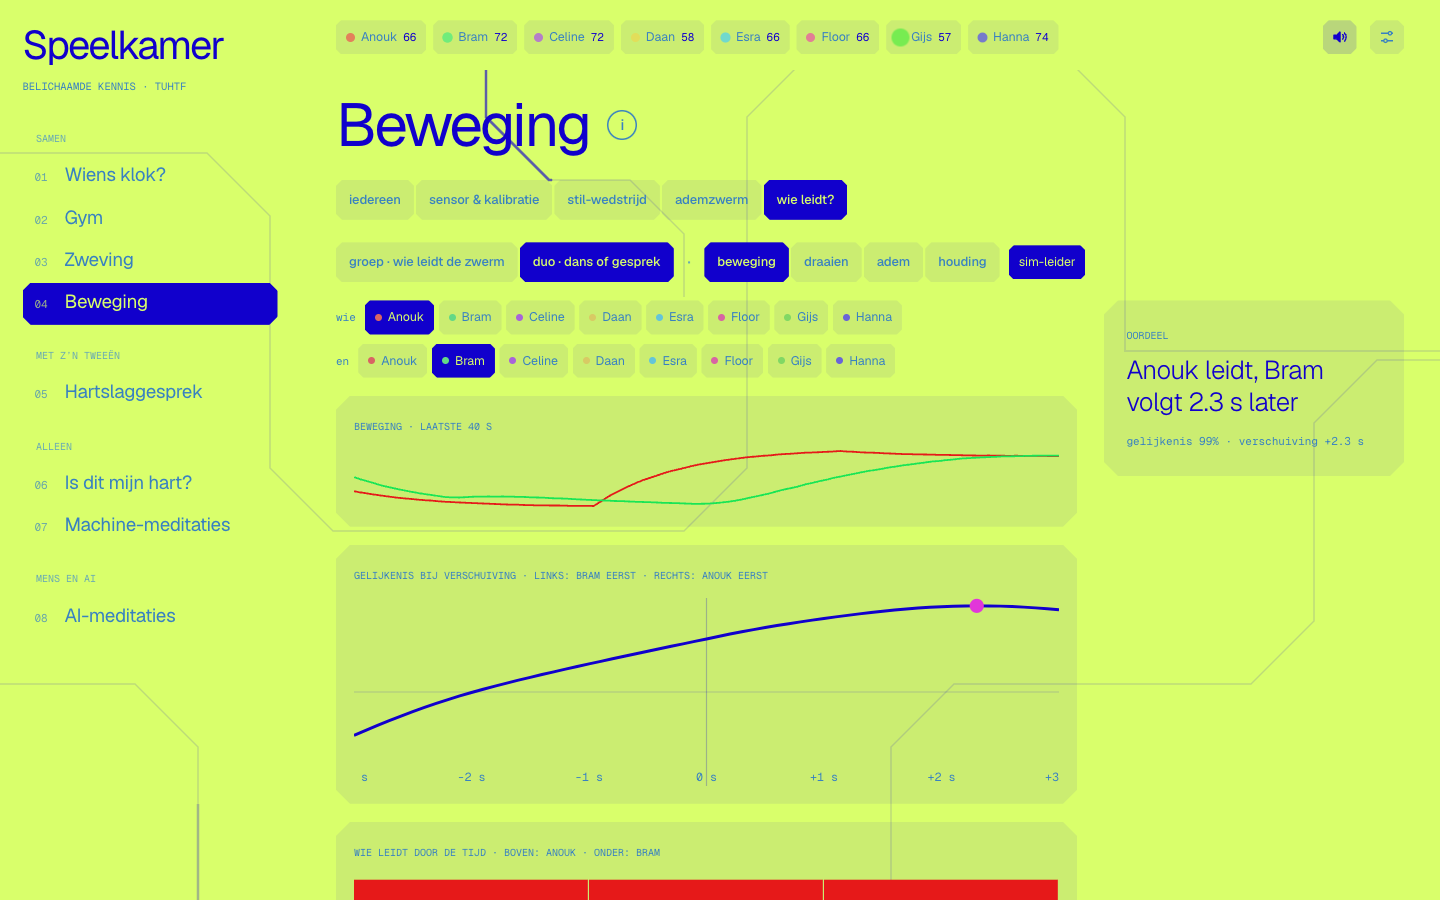 Speelkamer
BELICHAAMDE KENNIS · TUHTF
SAMEN
01 Wiens klok?
02 Gym
03 Zweving
04 Beweging
MET Z'N TWEEËN
05 Hartslaggesprek
ALLEEN
06 Is dit mijn hart?
07 Machine-meditaties
MENS EN AI
08 AI-meditaties
Anouk 66 Bram 72 Celine 72 Daan 58 Esra 66 Floor 66 Gijs 57 Hanna 74
Beweging i
iedereen sensor & kalibratie stil-wedstrijd ademzwerm wie leidt?
groep · wie leidt de zwerm duo · dans of gesprek · beweging draaien adem houding sim-leider
wie Anouk Bram Celine Daan Esra Floor Gijs Hanna
en Anouk Bram Celine Daan Esra Floor Gijs Hanna
BEWEGING · LAATSTE 40 S
GELIJKENIS BIJ VERSCHUIVING · LINKS: BRAM EERST · RECHTS: ANOUK EERST
s -2 s -1 s 0 s +1 s +2 s +3
WIE LEIDT DOOR DE TIJD · BOVEN: ANOUK · ONDER: BRAM
OORDEEL
Anouk leidt, Bram
volgt 2.3 s later
gelijkenis 99% · verschuiving +2.3 s